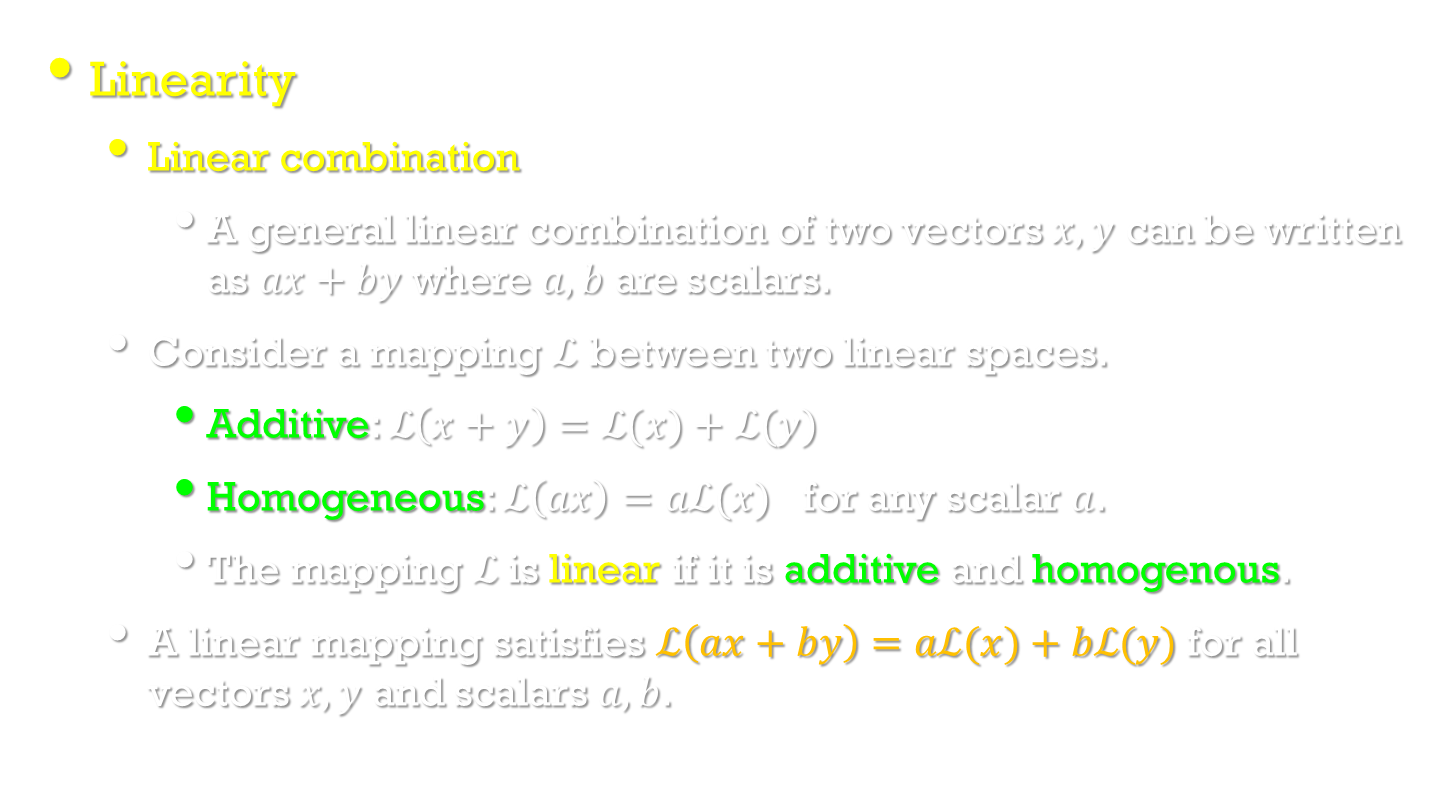 • Linearity
• Linear combination
• A general linear combination of two vectors 𝑥, 𝑦 can be written
as 𝑎𝑥 + 𝑏𝑦 where 𝑎, 𝑏 are scalars.
• Consider a mapping ℒ between two linear spaces.
• Additive: ℒ(𝑥 + 𝑦) = ℒ(𝑥) + ℒ(𝑦)
• Homogeneous: ℒ(𝑎𝑥) = 𝑎ℒ(𝑥) for any scalar 𝑎.
• The mapping ℒ is linear if it is additive and homogenous.
• A linear mapping satisfies ℒ(𝑎𝑥 + 𝑏𝑦) = 𝑎ℒ(𝑥) + 𝑏ℒ(𝑦) for all
vectors 𝑥, 𝑦 and scalars 𝑎, 𝑏.